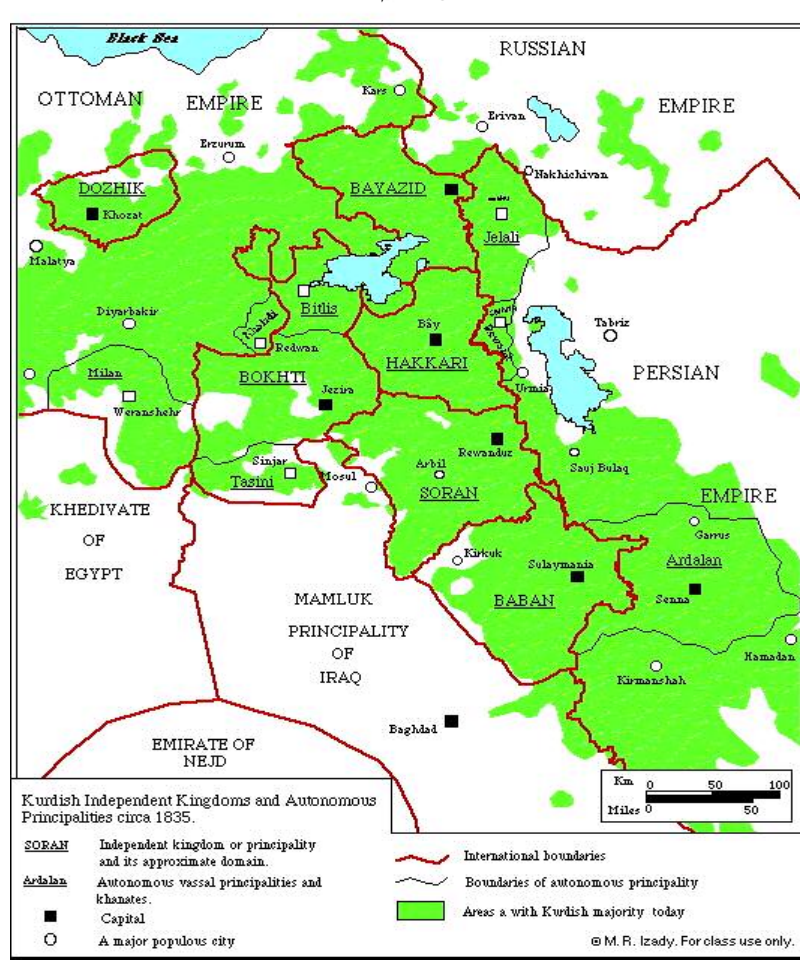 Black Sea
RUSSIAN
OTTOMAN EMPIRE
EMPIRE
Kars
Erivan
Erzurum
Nakhichivan
DOZHIK
Khozat
BAYAZID
Jelali
Malatya
Bitlis
Diyarbakir
Khandi
Redwan
Bây
HAKKARI
Tabriz
Urmia
PERSIAN
Milan
BOKHTI
Weranshehr
Jezira
Rewanduz
Sinjar
Tasini
Mosul
Arbil
SORAN
Sauj Bulaq
EMPIRE
KHEDIVATE
OF
EGYPT
Garrus
Ardalan
Kirkuk
Sulaymania
BABAN
Senna
MAMLUK
PRINCIPALITY
OF
IRAQ
Hamadan
Kirmanshah
Baghdad
EMIRATE OF
NEJD
Km 0 50 100
Miles 0 50
Kurdish Independent Kingdoms and Autonomous
Principalities circa 1835.
SORAN Independent kingdom or principality
and its approximate domain.
Ardalan Autonomous vassal principalities and
khanates.
Capital
A major populous city
International boundaries
Boundaries of autonomous principality
Areas a with Kurdish majority today
© M. R. Izady. For class use only.